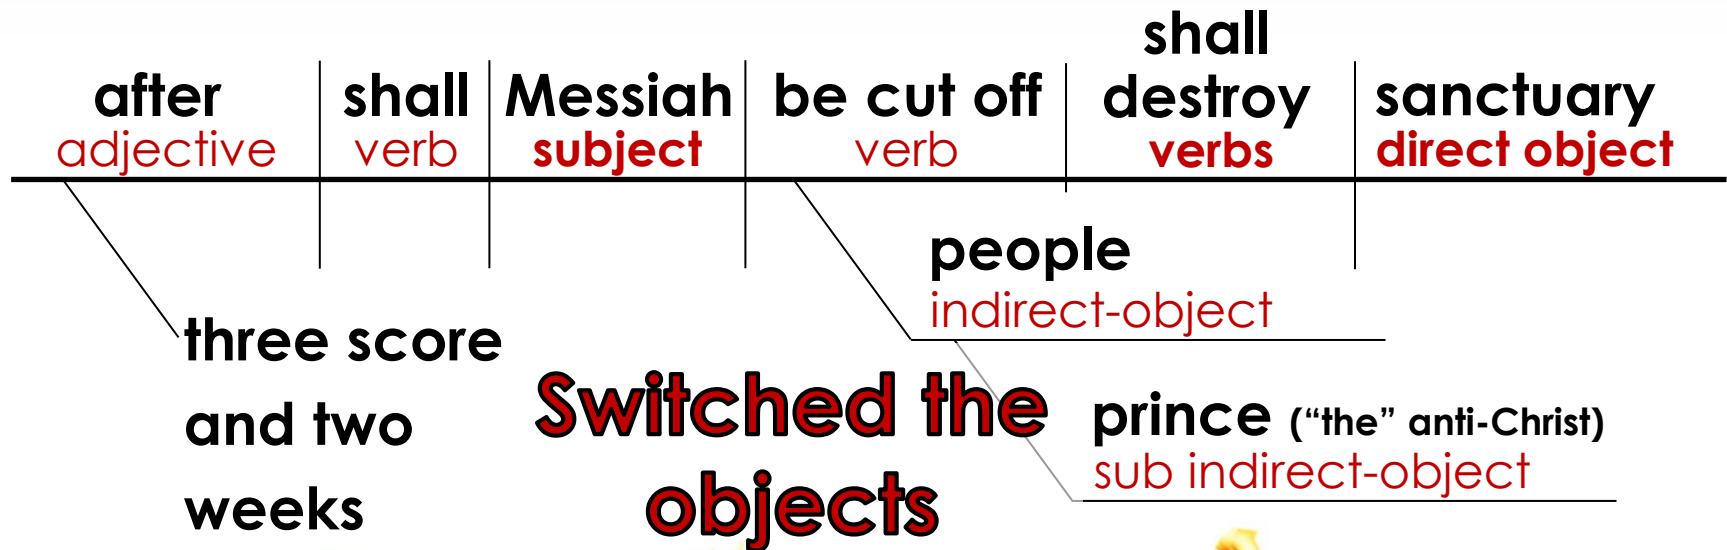 after
adjective
shall
verb
Messiah
subject
be cut off
verb
shall
destroy
verbs
sanctuary
direct object
people
indirect-object
three score
and two
weeks
Switched the
objects
prince (“the” anti-Christ)
sub indirect-object